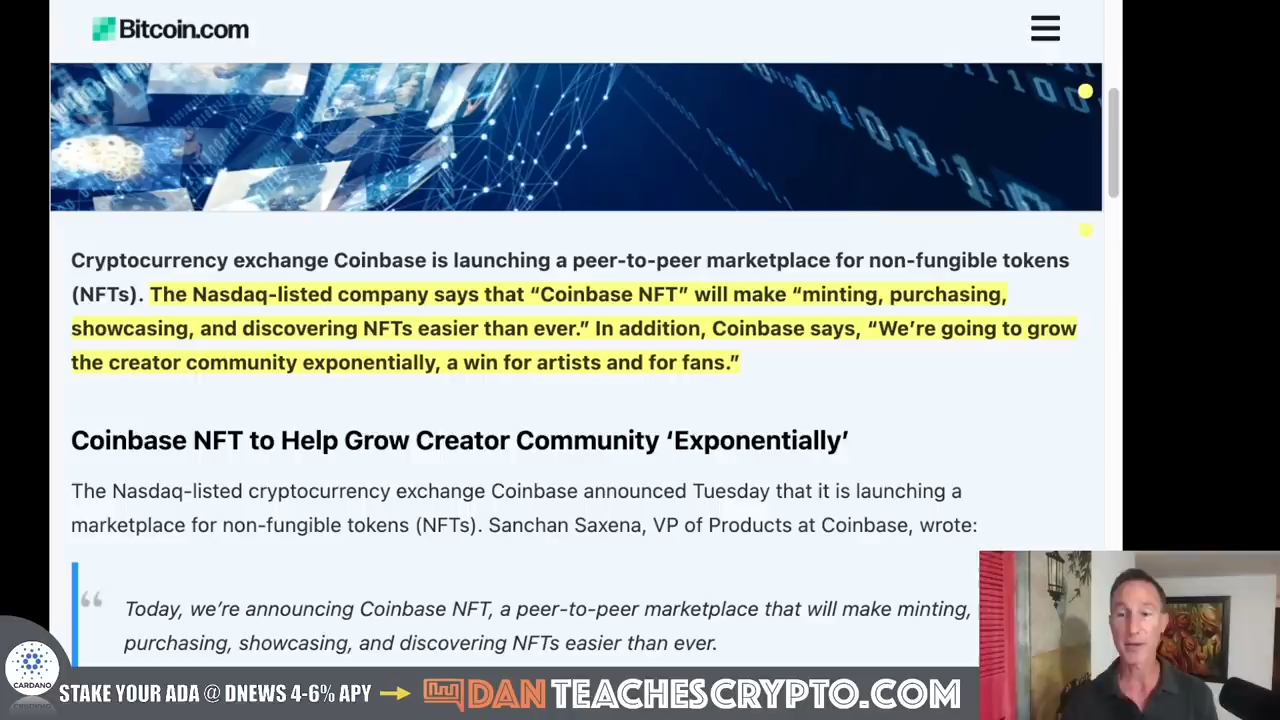 Bitcoin.com
Cryptocurrency exchange Coinbase is launching a peer-to-peer marketplace for non-fungible tokens
(NFTs). The Nasdaq-listed company says that “Coinbase NFT” will make “minting, purchasing,
showcasing, and discovering NFTs easier than ever.” In addition, Coinbase says, “We’re going to grow
the creator community exponentially, a win for artists and for fans.”
Coinbase NFT to Help Grow Creator Community ‘Exponentially’
The Nasdaq-listed cryptocurrency exchange Coinbase announced Tuesday that it is launching a
marketplace for non-fungible tokens (NFTs). Sanchan Saxena, VP of Products at Coinbase, wrote:
“ Today, we’re announcing Coinbase NFT, a peer-to-peer marketplace that will make minting,
purchasing, showcasing, and discovering NFTs easier than ever.
CARDANO
STAKE YOUR ADA @ DNEWS 4-6% APY → DANTEACHESCRYPTO.COM